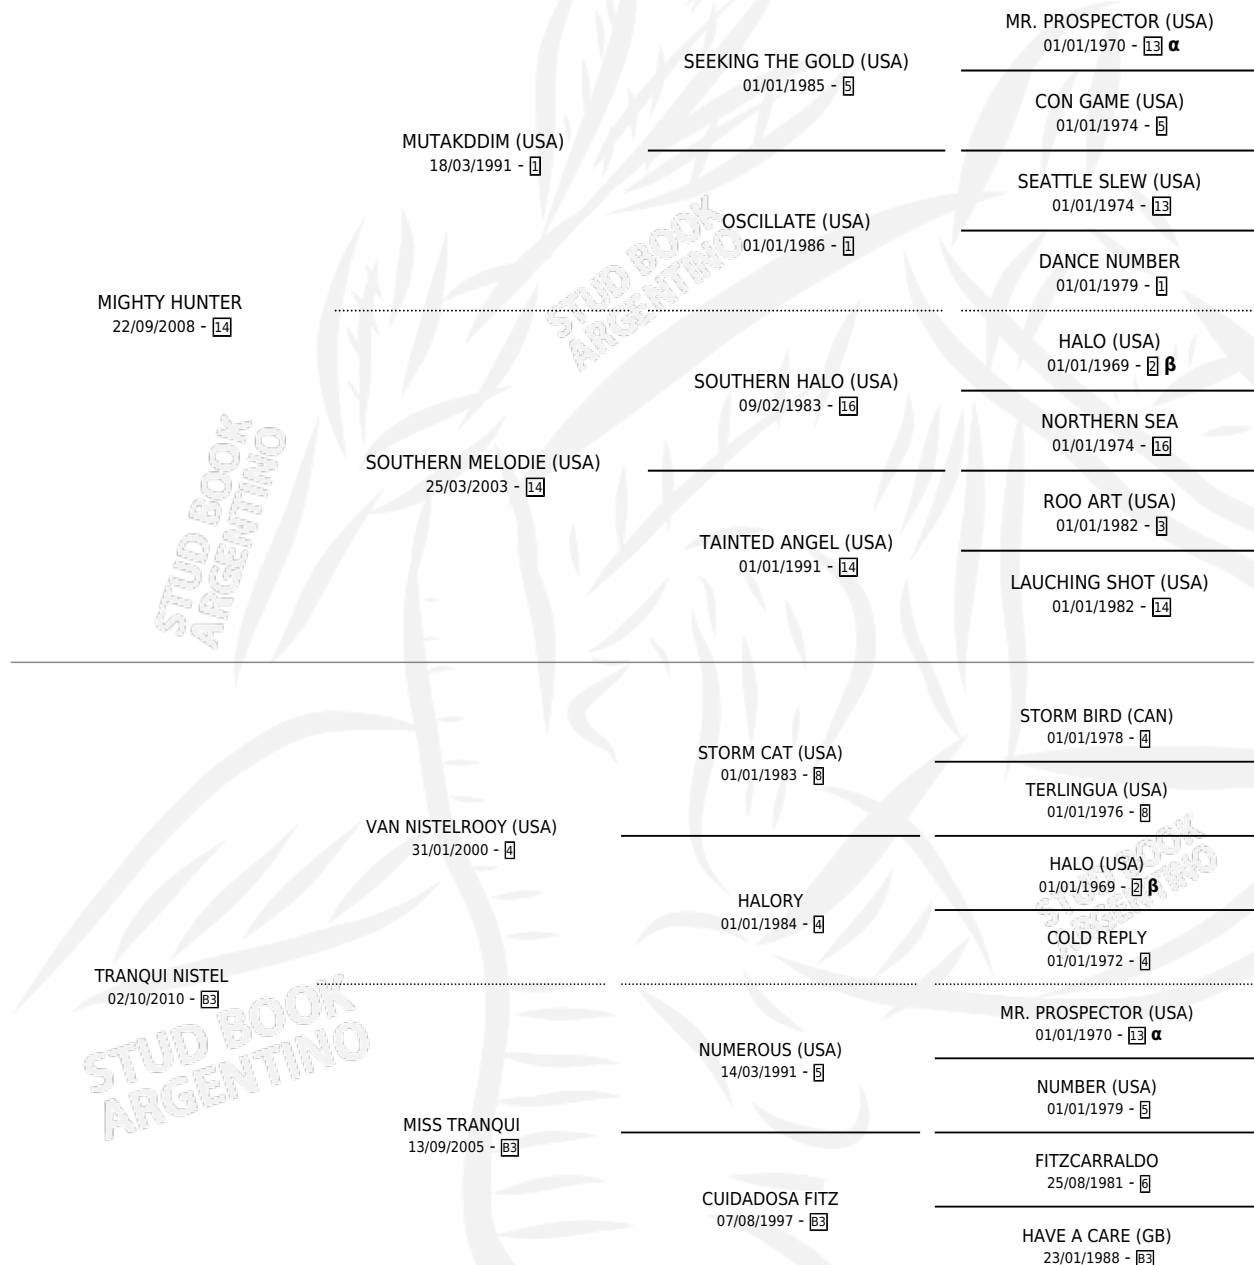 MR. PROSPECTOR (USA)
01/01/1970 - 13 α
SEEKING THE GOLD (USA)
01/01/1985 - 5
CON GAME (USA)
01/01/1974 - 5
MUTAKDDIM (USA)
18/03/1991 - 1
SEATTLE SLEW (USA)
01/01/1974 - 13
OSCILLATE (USA)
01/01/1986 - 1
DANCE NUMBER
01/01/1979 - 1
MIGHTY HUNTER
22/09/2008 - 14
HALO (USA)
01/01/1969 - 2 β
SOUTHERN HALO (USA)
09/02/1983 - 16
NORTHERN SEA
01/01/1974 - 16
SOUTHERN MELODIE (USA)
25/03/2003 - 14
ROO ART (USA)
01/01/1982 - 3
TAINTED ANGEL (USA)
01/01/1991 - 14
LAUCHING SHOT (USA)
01/01/1982 - 14
STORM BIRD (CAN)
01/01/1978 - 4
STORM CAT (USA)
01/01/1983 - 8
TERLINGUA (USA)
01/01/1976 - 8
VAN NISTELROOY (USA)
31/01/2000 - 4
HALO (USA)
01/01/1969 - 2 β
HALORY
01/01/1984 - 4
COLD REPLY
01/01/1972 - 4
TRANQUI NISTEL
02/10/2010 - B3
MR. PROSPECTOR (USA)
01/01/1970 - 13 α
NUMEROUS (USA)
14/03/1991 - 5
NUMBER (USA)
01/01/1979 - 5
MISS TRANQUI
13/09/2005 - B3
FITZCARRALDO
25/08/1981 - 6
CUIDADOSA FITZ
07/08/1997 - B3
HAVE A CARE (GB)
23/01/1988 - B3
STUD BOOK
ARGENTINO
STUD BOOK
ARGENTINO
STUD BOOK
ARGENTINO
STUD BOOK
ARGENTINO